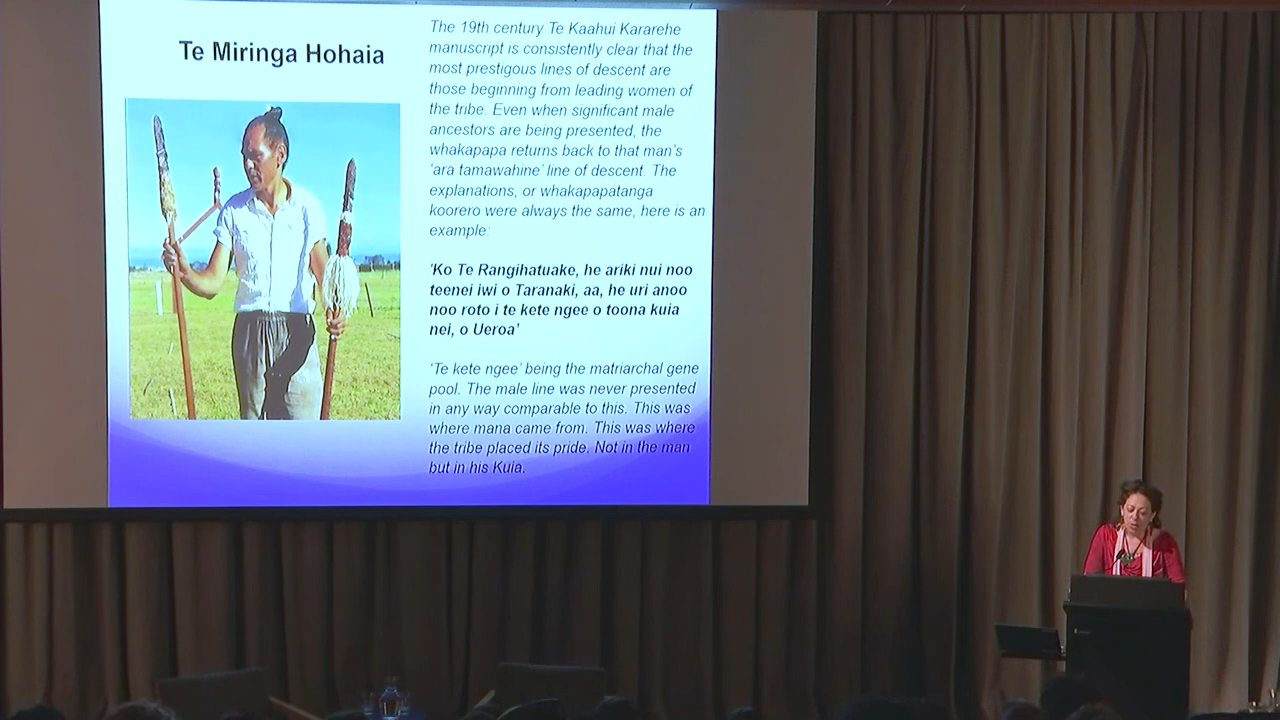 Te Miringa Hohaia
The 19th century Te Kaahui Kararehe
manuscript is consistently clear that the
most prestigous lines of descent are
those beginning from leading women of
the tribe. Even when significant male
ancestors are being presented, the
whakapapa returns back to that man's
'ara tamawahine' line of descent. The
explanations, or whakapapatanga
koorero were always the same, here is an
example:
'Ko Te Rangihatuake, he ariki nui noo
teenei iwi o Taranaki, aa, he uri anoo
noo roto i te kete ngee o toona kuia
nei, o Ueroa'
'Te kete ngee' being the matriarchal gene
pool. The male line was never presented
in any way comparable to this. This was
where mana came from. This was where
the tribe placed its pride. Not in the man
but in his Kuia.